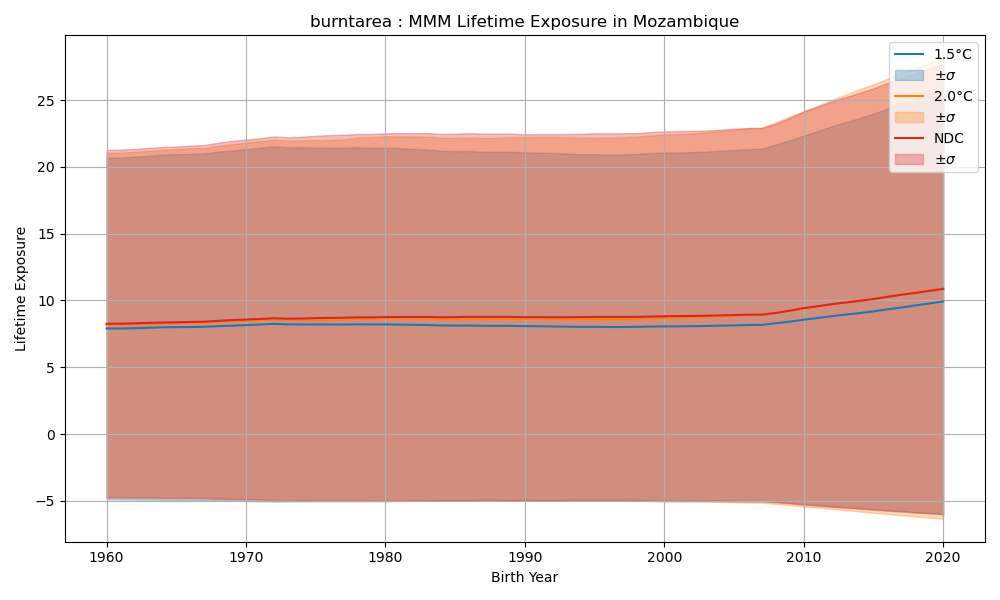 burntarea : MMM Lifetime Exposure in Mozambique
1.5°C
±σ
2.0°C
±σ
NDC
±σ
Lifetime Exposure
25
20
15
10
5
0
−5
1960
1970
1980
1990
2000
2010
2020
Birth Year